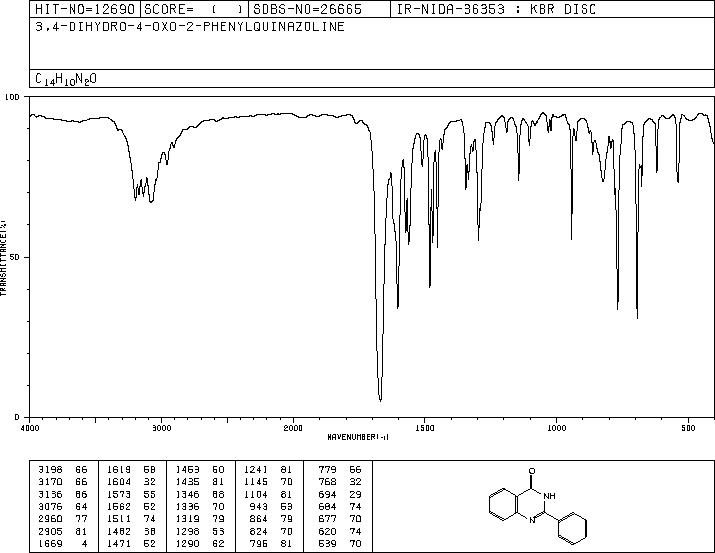 HIT-NO=12690 SCORE= ( ) SDBS-NO=26665 IR-NIDA-36353 : KBR DISC
3,4-DIHYDRO-4-OXO-2-PHENYLQUINAZOLINE
C14H10N2O
100
50
0
TRANSMITTANCE(%)
4000 3000 2000 1500 1000 500
WAVENUMBER(-1)
3198 66 1619 58 1453 50 1241 81 779 56
3170 66 1604 32 1435 81 1145 70 768 32
3136 66 1573 55 1346 68 1104 81 694 29
3076 64 1562 52 1336 70 943 53 684 74
2960 77 1511 74 1319 79 864 79 677 70
2905 81 1482 38 1298 53 824 70 620 74
1669 4 1471 52 1290 62 796 81 539 70
O
NH
N